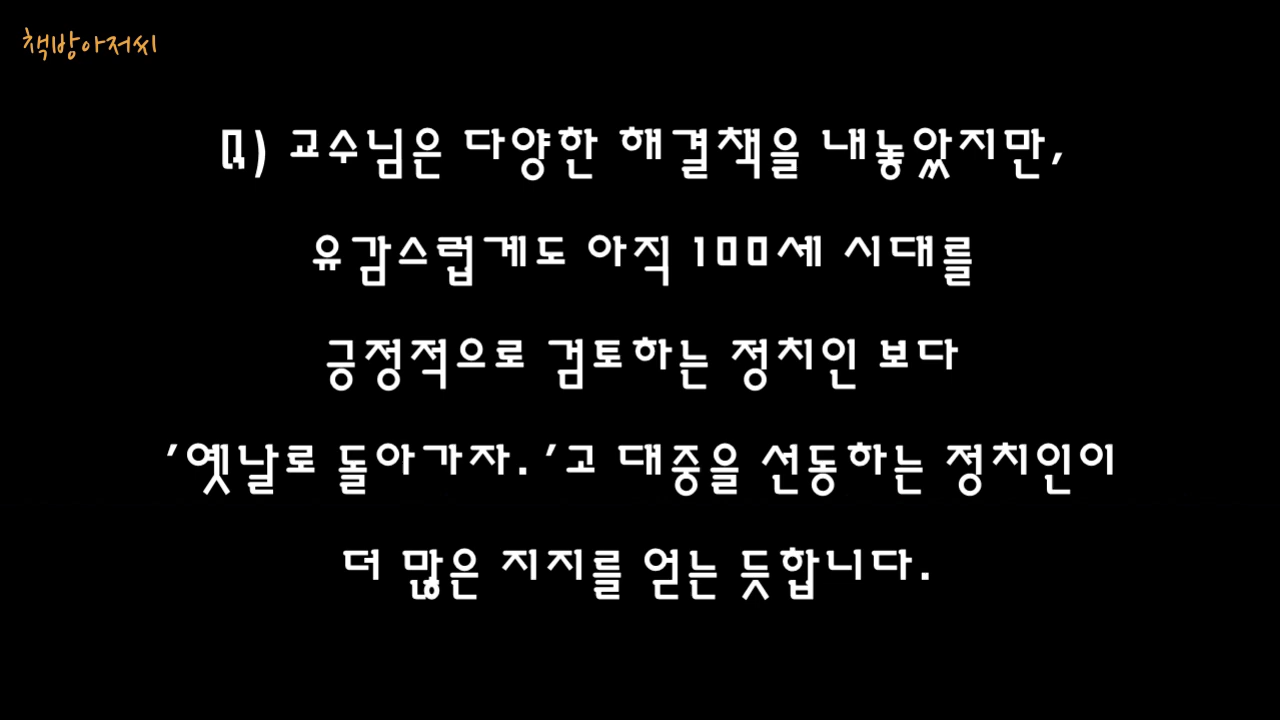 책방아저씨
Q) 교수님은 다양한 해결책을 내놓았지만,
유감스럽게도 아직 100세 시대를
긍정적으로 검토하는 정치인 보다
'옛날로 돌아가자.'고 대중을 선동하는 정치인이
더 많은 지지를 얻는 듯합니다.